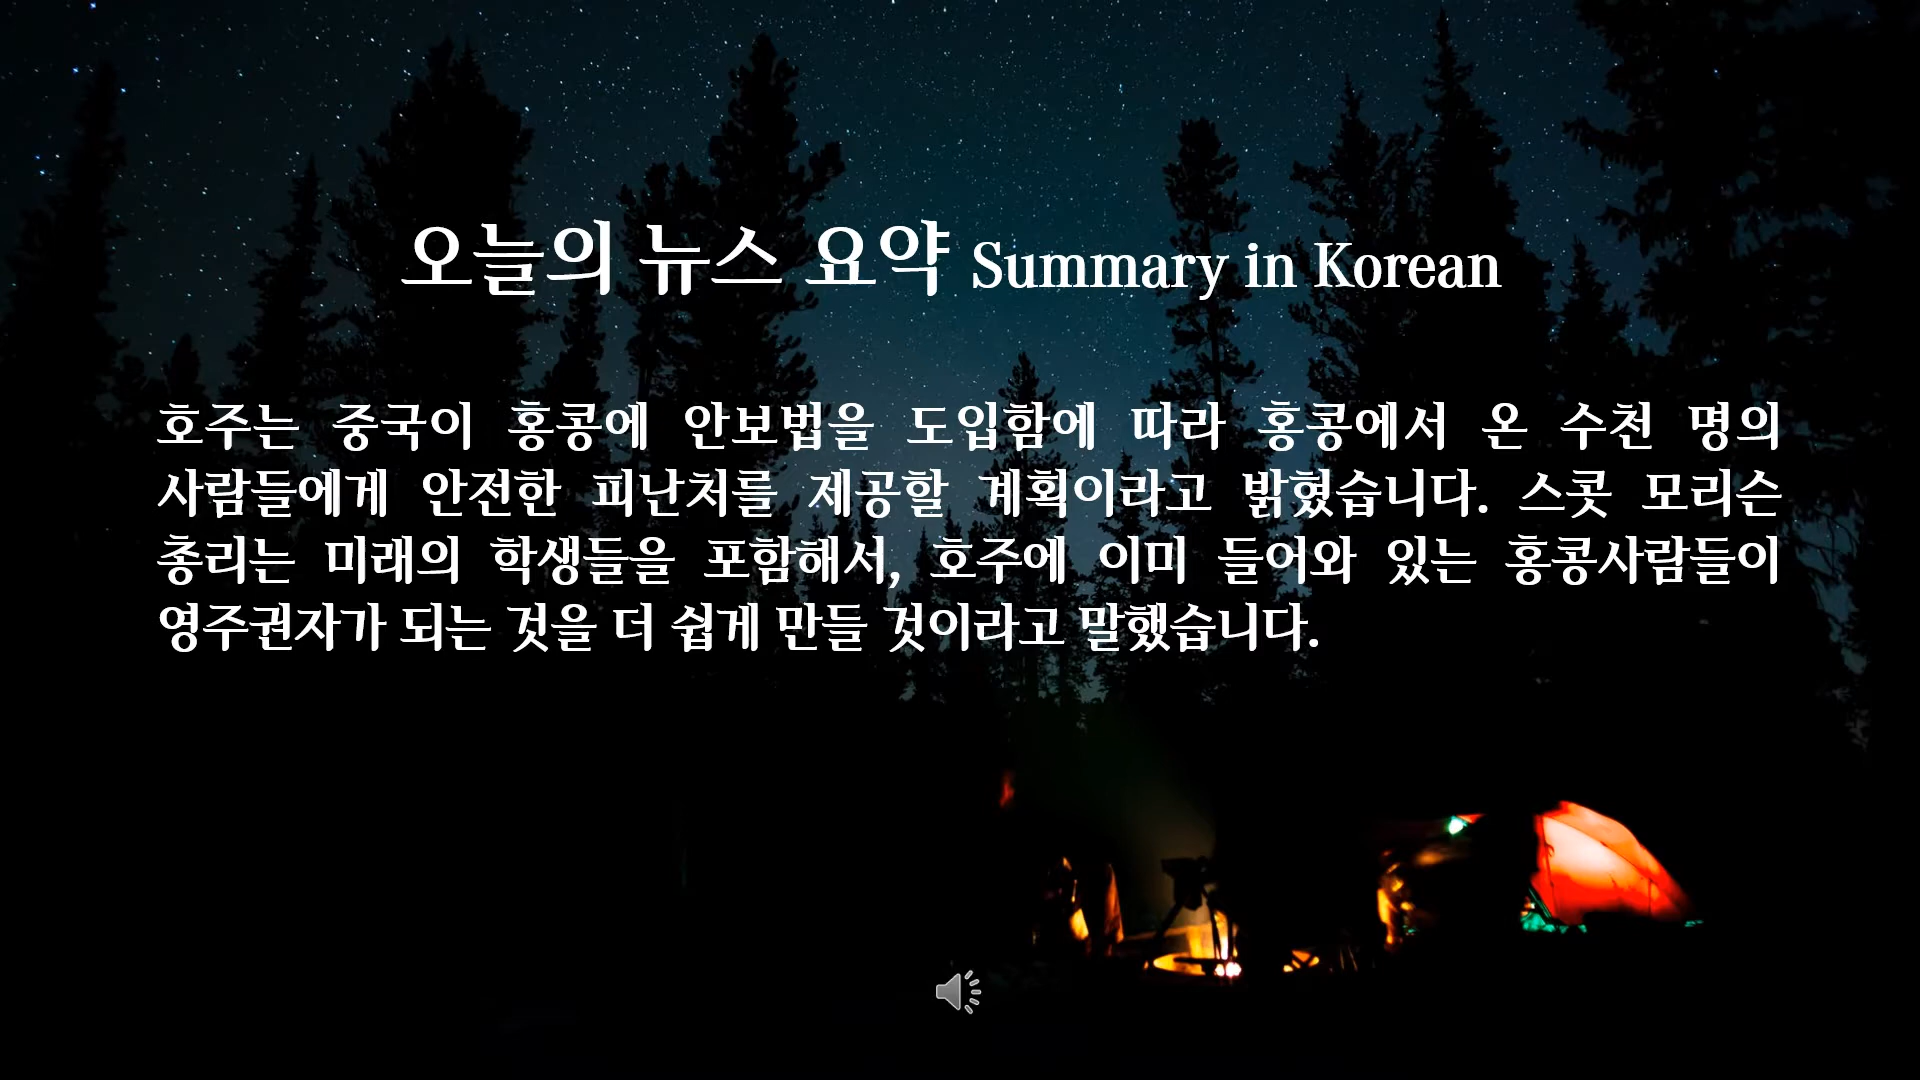 오늘의 뉴스 요약 Summary in Korean
호주는 중국이 홍콩에 안보법을 도입함에 따라 홍콩에서 온 수천 명의
사람들에게 안전한 피난처를 제공할 계획이라고 밝혔습니다. 스콧 모리슨
총리는 미래의 학생들을 포함해서, 호주에 이미 들어와 있는 홍콩사람들이
영주권자가 되는 것을 더 쉽게 만들 것이라고 말했습니다.